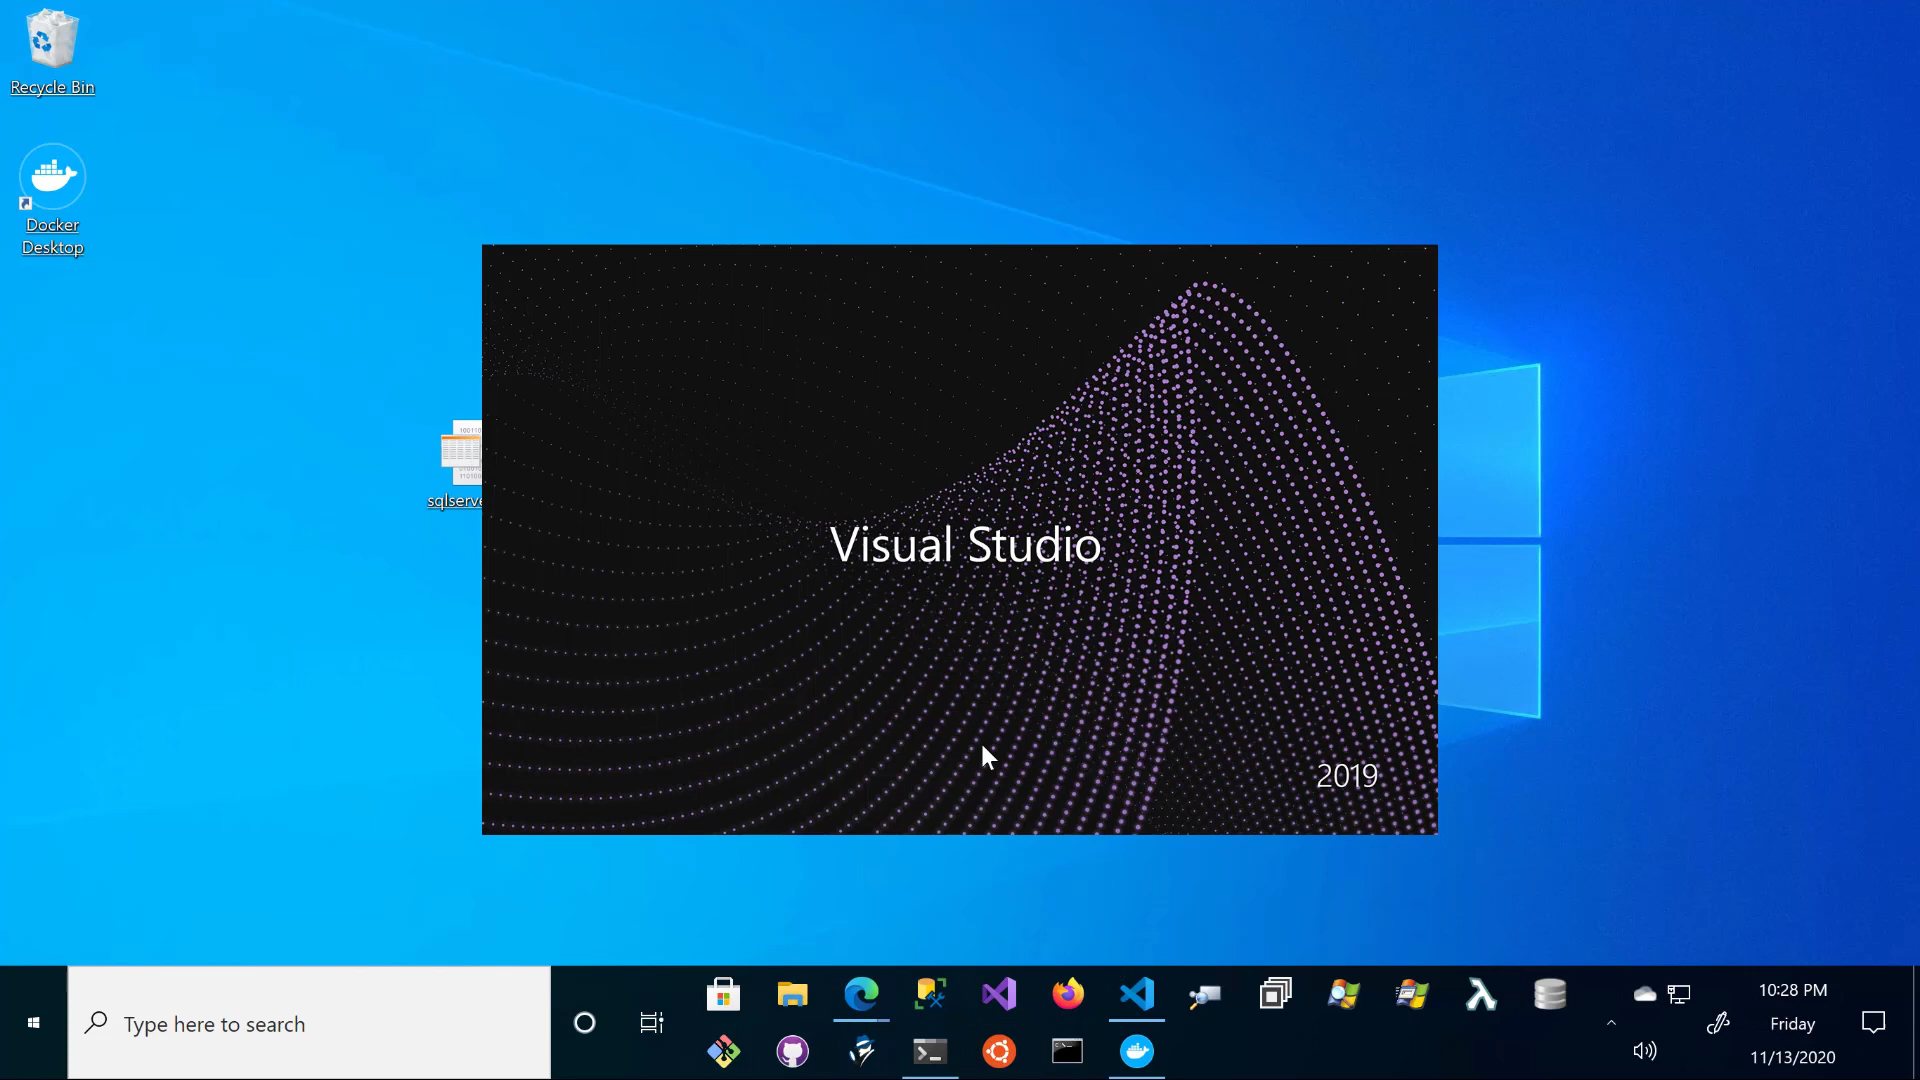 Recycle Bin
Docker
Desktop
sqlserve
Visual Studio
2019
Type here to search
10:28 PM
Friday
11/13/2020